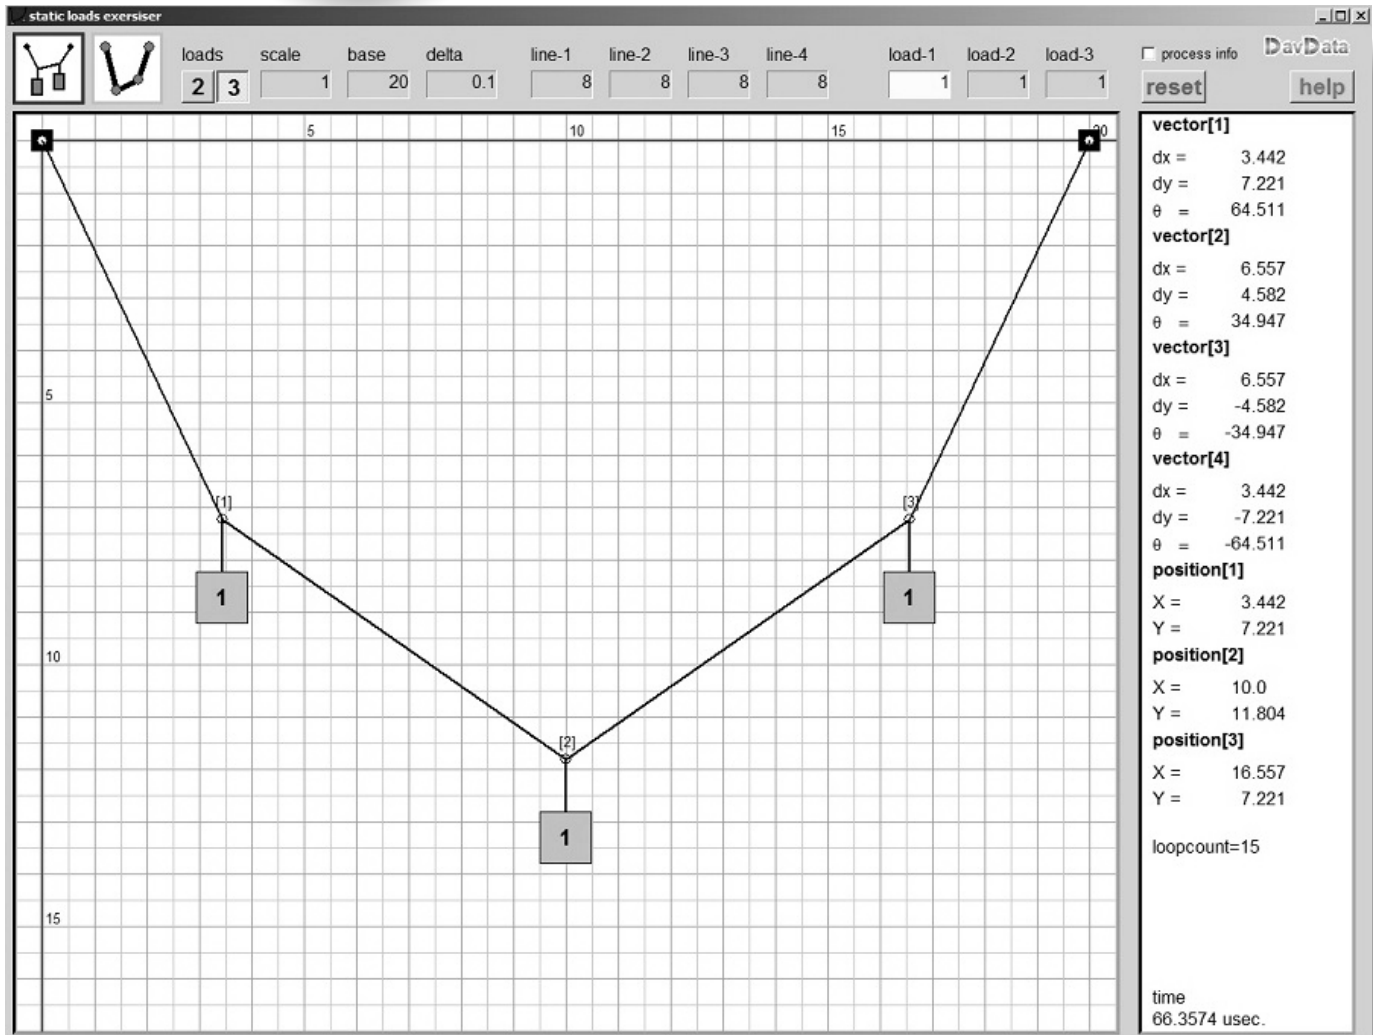 static loads exersiser
loads scale base delta line-1 line-2 line-3 line-4 load-1 load-2 load-3
2 3 1 20 0.1 8 8 8 8 1 1 1
process info
DavData
reset help
5 10 15 20
5
10
15
[1]
[3]
[2]
1
1
1
vector[1]
dx = 3.442
dy = 7.221
θ = 64.511
vector[2]
dx = 6.557
dy = 4.582
θ = 34.947
vector[3]
dx = 6.557
dy = -4.582
θ = -34.947
vector[4]
dx = 3.442
dy = -7.221
θ = -64.511
position[1]
X = 3.442
Y = 7.221
position[2]
X = 10.0
Y = 11.804
position[3]
X = 16.557
Y = 7.221
loopcount=15
time
66.3574 usec.